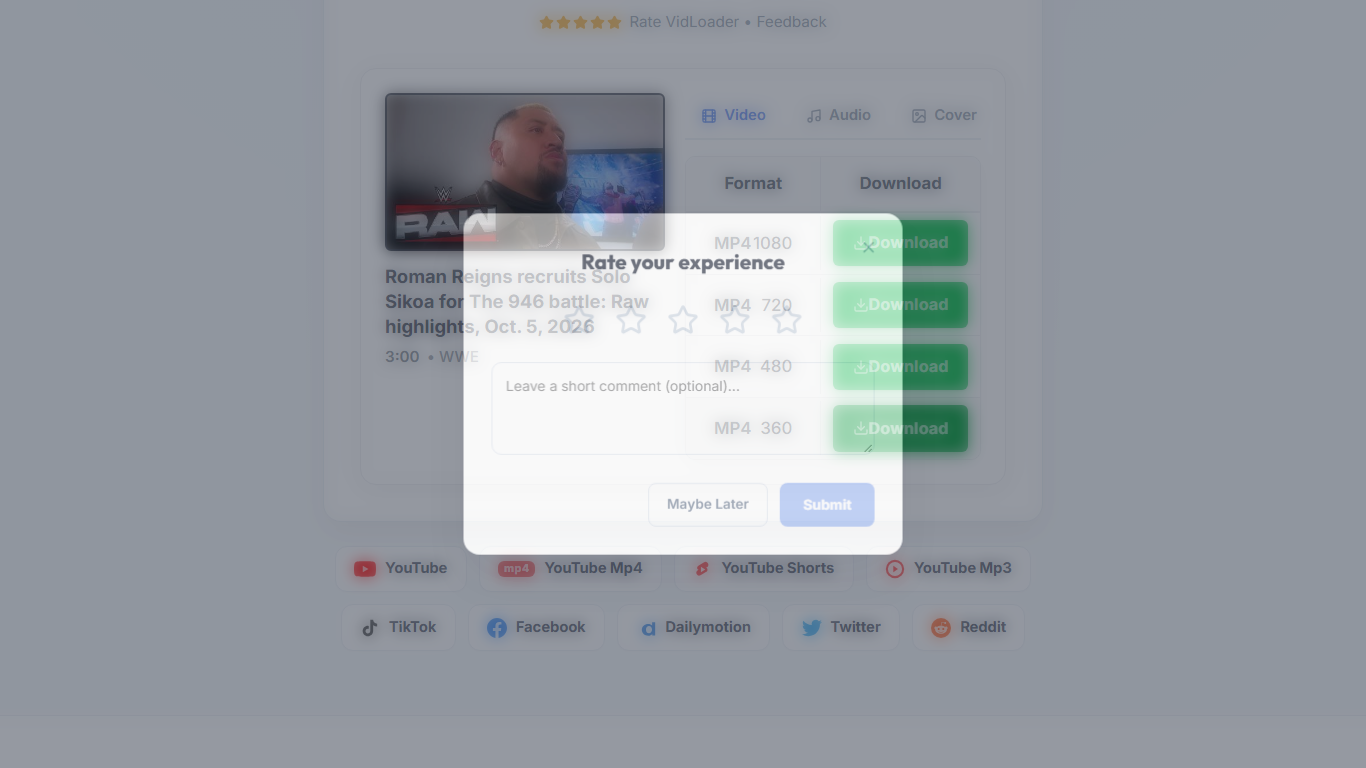 Rate VidLoader • Feedback
Video
Audio
Cover
Format
Download
W
RAW
MP4 1080
Download
MP4 720
Download
MP4 480
Download
MP4 360
Download
Roman Reigns recruits Solo
Sikoa for The 946 battle: Raw
highlights, Oct. 5, 2026
3:00 • WWE
Rate your experience
Leave a short comment (optional)...
Maybe Later
Submit
YouTube
mp4 YouTube Mp4
YouTube Shorts
YouTube Mp3
TikTok
Facebook
Dailymotion
Twitter
Reddit